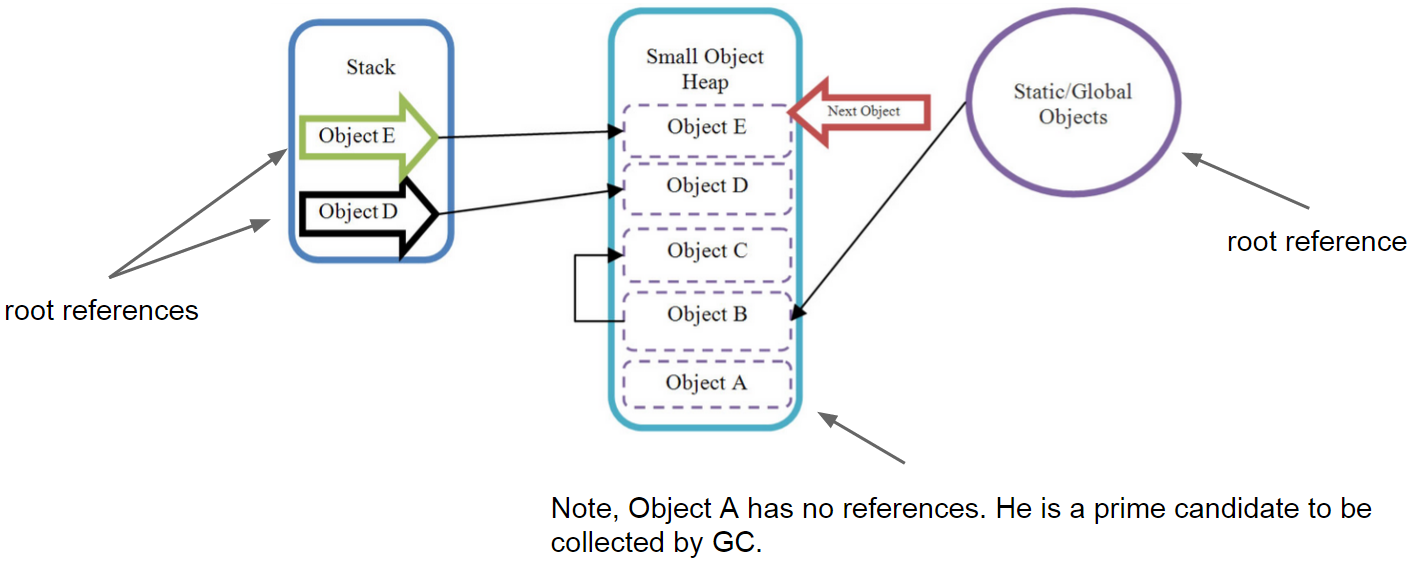 Stack
Object E
Object D
root references
Small Object
Heap
Object E
Object D
Object C
Object B
Object A
Next Object
Static/Global
Objects
root reference
Note, Object A has no references. He is a prime candidate to be
collected by GC.